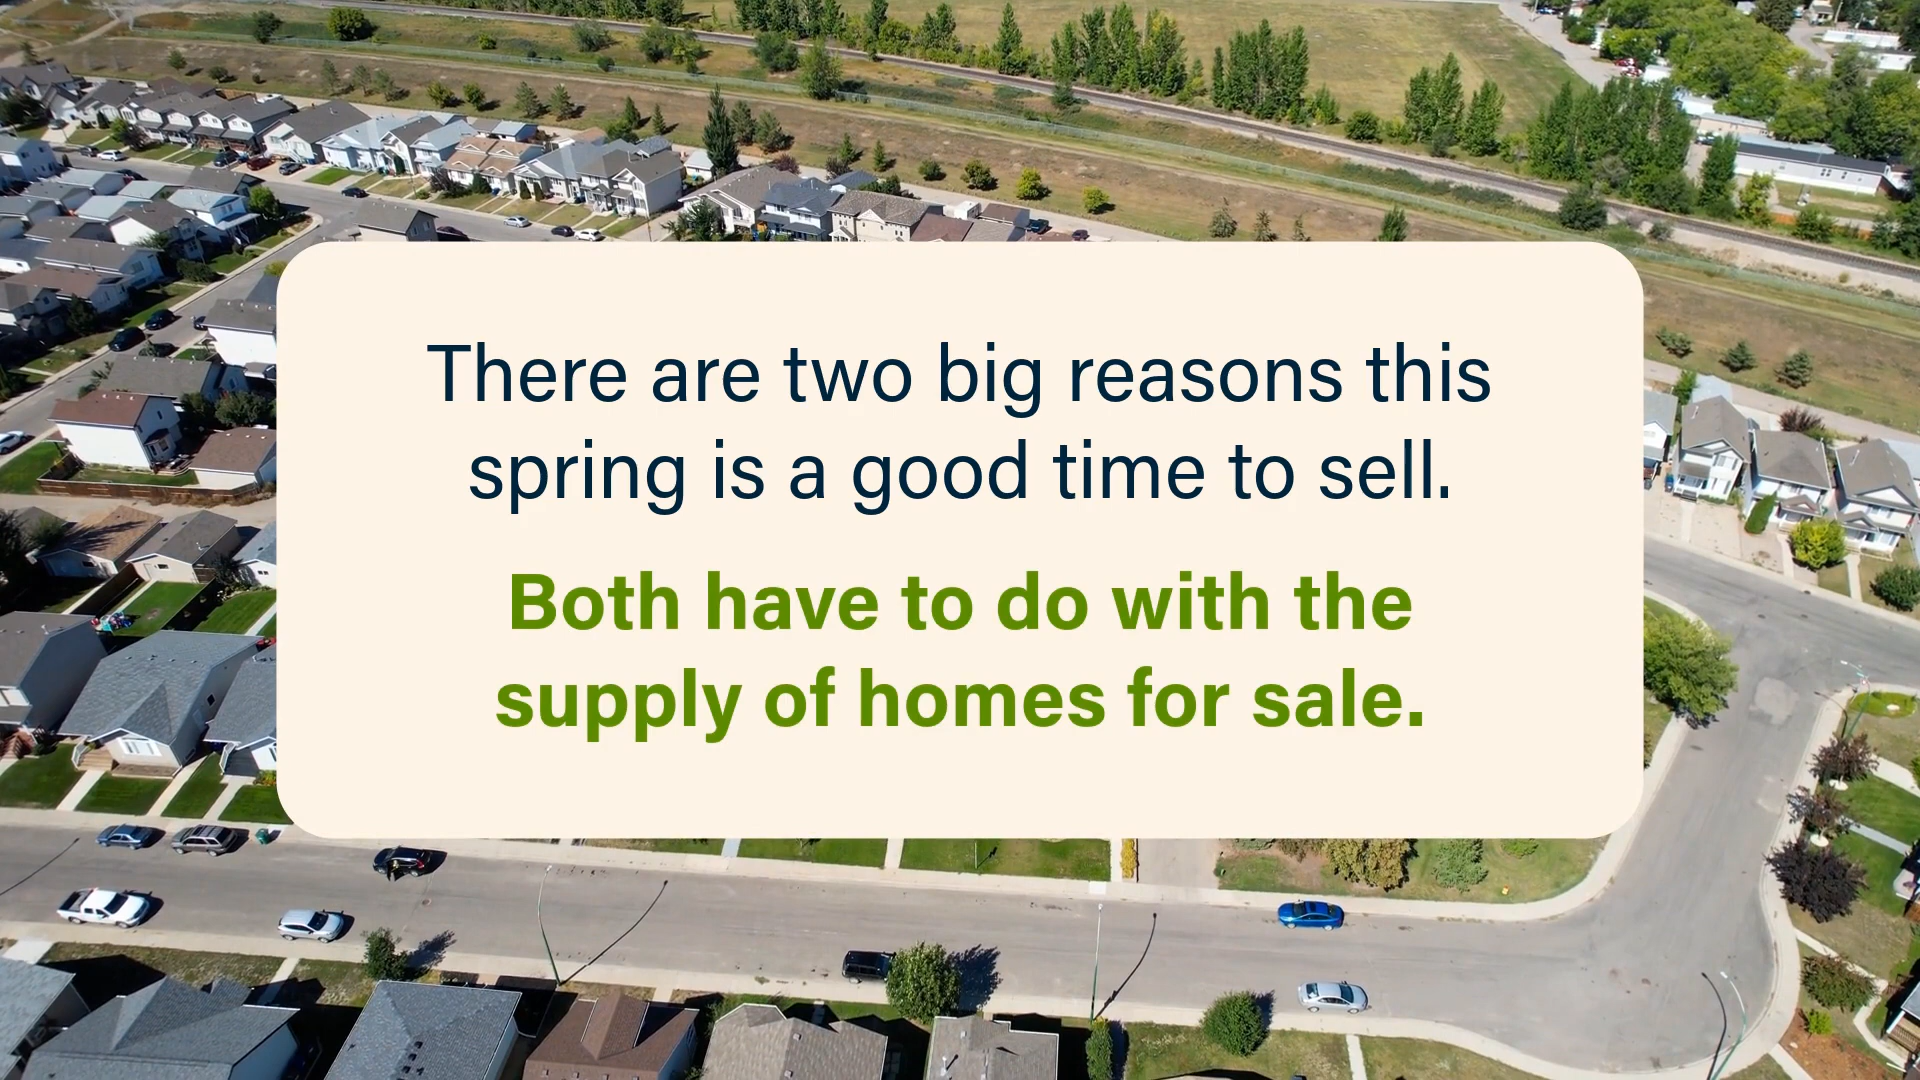 There are two big reasons this
spring is a good time to sell.
Both have to do with the
supply of homes for sale.